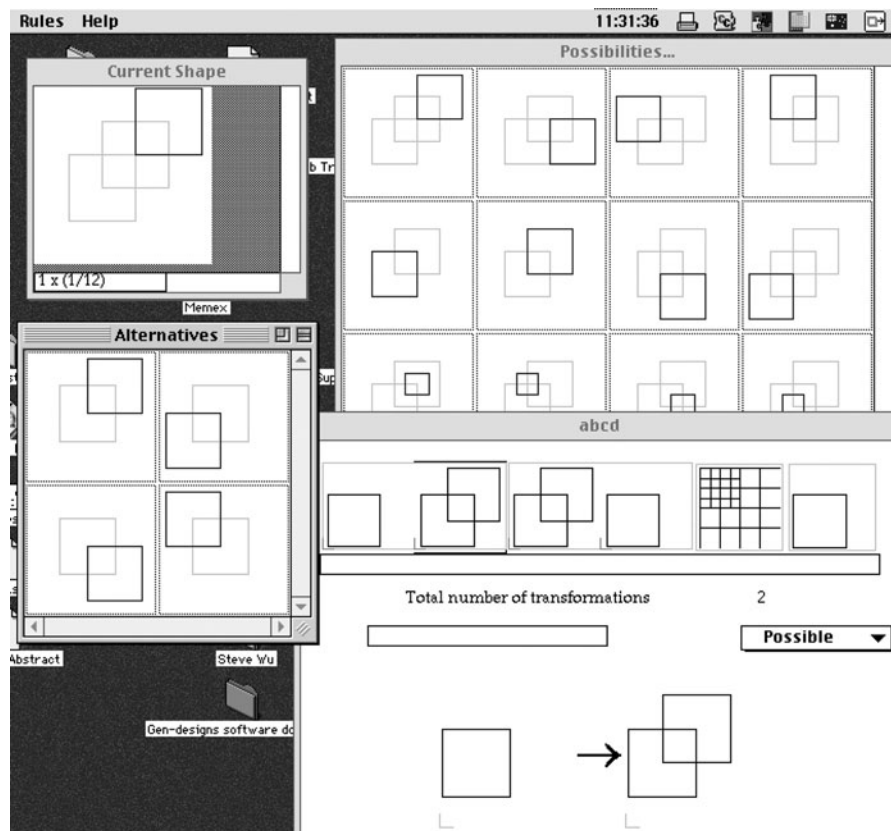 Rules Help 11:31:36
Possibilities...
Current Shape
1 x (1/12)
Memex
Alternatives
abcd
Total number of transformations 2
Possible
Abstract
Steve Wu
Gen-designs software do